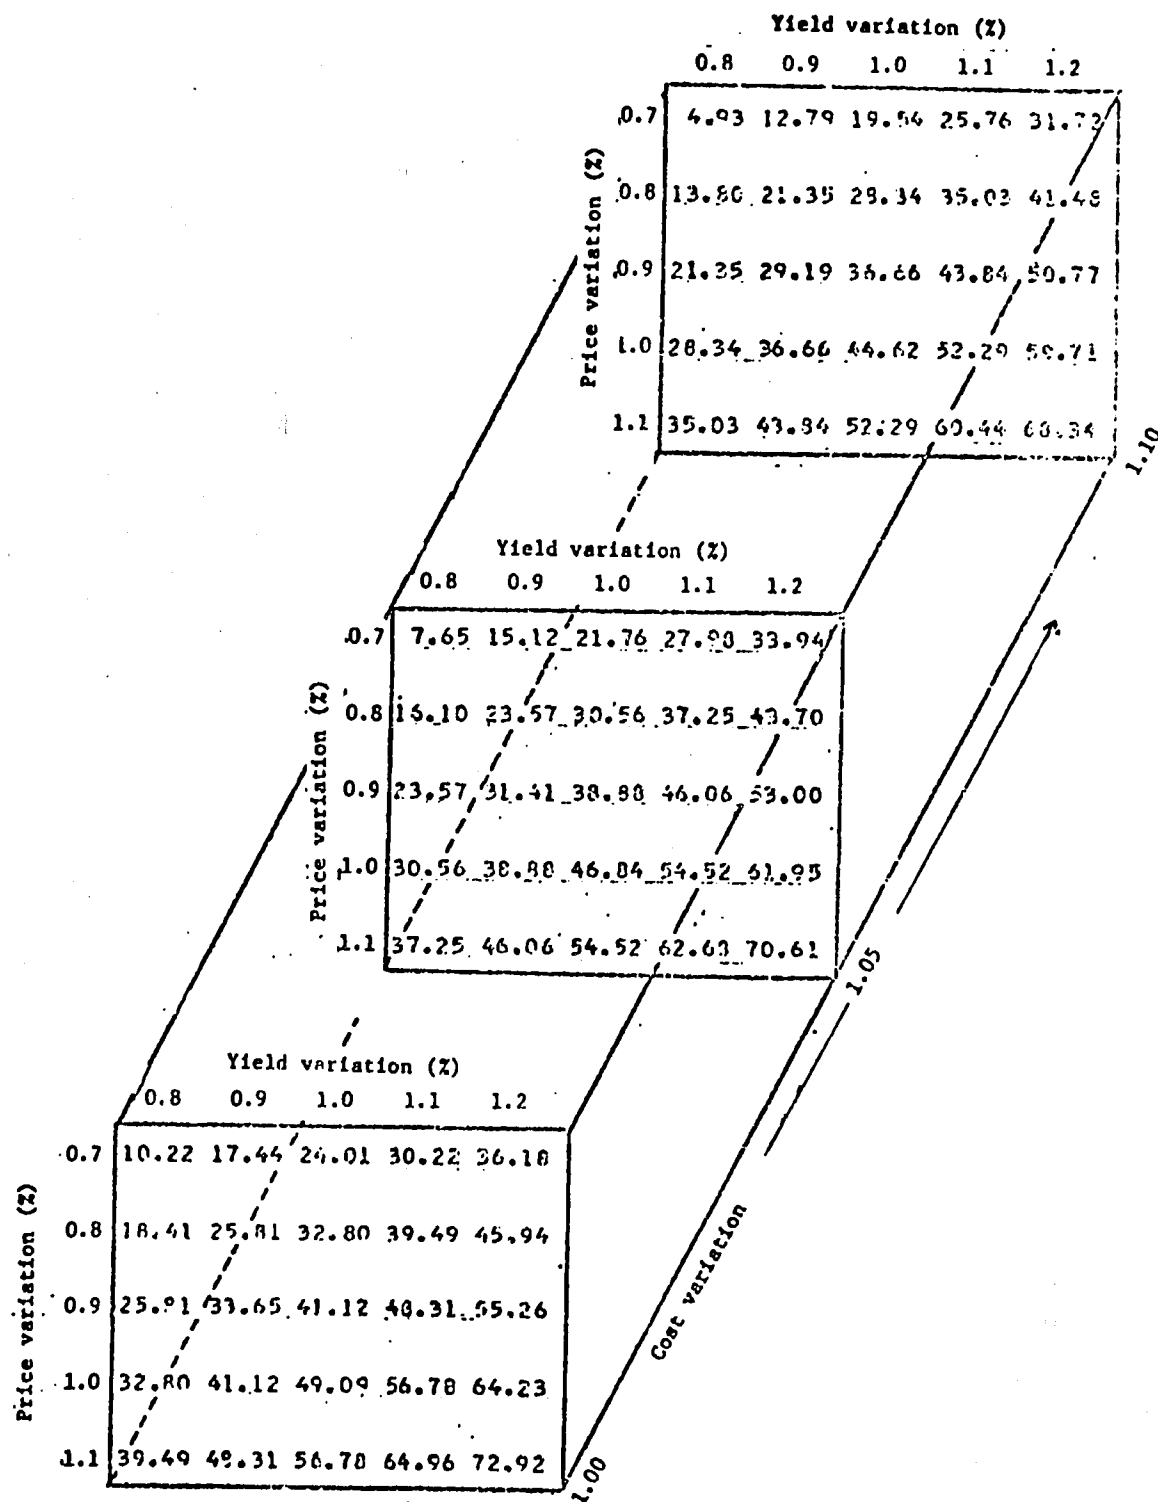 Yield variation (%)
0.8 0.9 1.0 1.1 1.2
Price variation (%)
0.7 4.93 12.79 19.54 25.76 31.72
0.8 13.80 21.35 28.34 35.03 41.48
0.9 21.35 29.19 36.66 43.84 50.77
1.0 28.34 36.66 44.62 52.29 59.71
1.1 35.03 43.84 52.29 60.44 68.34
1.10
Yield variation (%)
0.8 0.9 1.0 1.1 1.2
Price variation (%)
0.7 7.65 15.12 21.76 27.98 33.94
0.8 16.10 23.57 30.56 37.25 43.70
0.9 23.57 31.41 38.88 46.06 53.00
1.0 30.56 38.88 46.84 54.52 61.95
1.1 37.25 46.06 54.52 62.68 70.61
1.05
Yield variation (%)
0.8 0.9 1.0 1.1 1.2
Price variation (%)
0.7 10.22 17.44 24.01 30.22 36.18
0.8 18.41 25.81 32.80 39.49 45.94
0.9 25.81 33.65 41.12 48.31 55.26
1.0 32.80 41.12 49.09 56.78 64.23
1.1 39.49 48.31 56.78 64.96 72.92
Cost variation
1.00